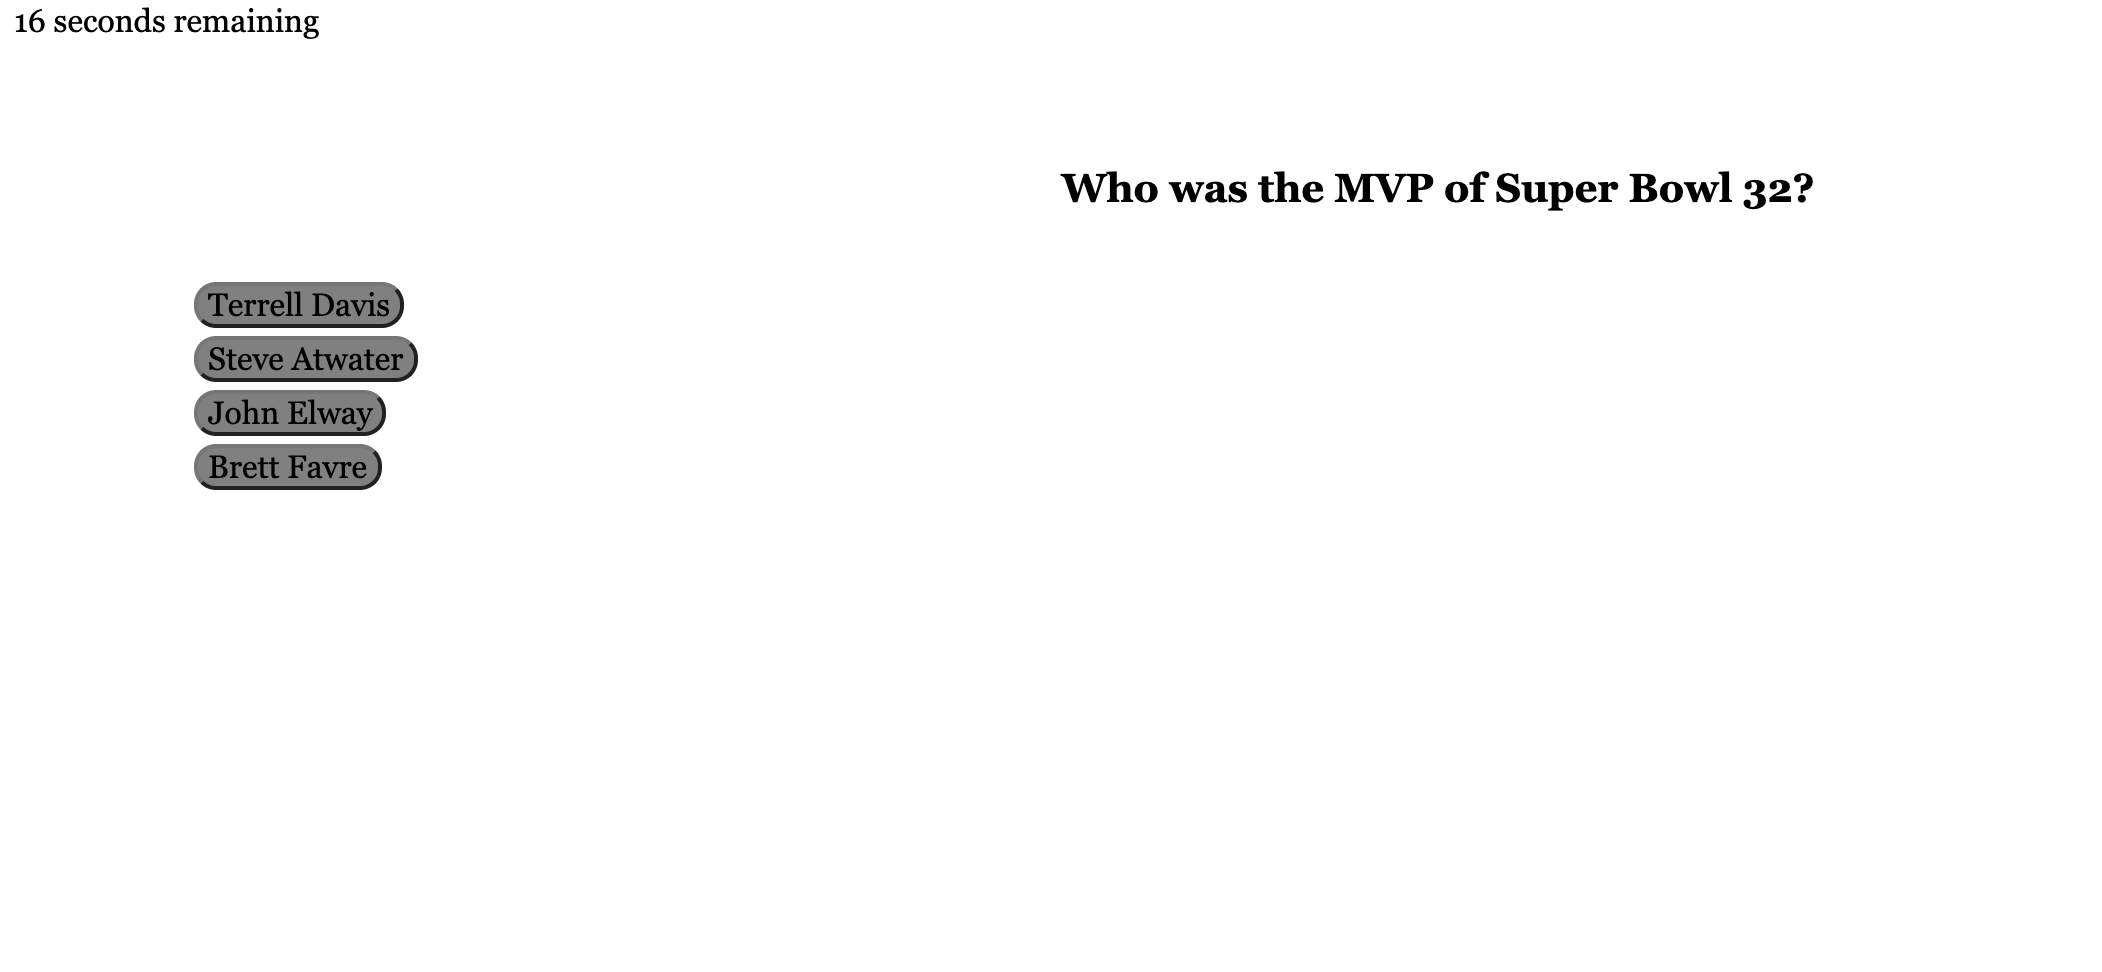 16 seconds remaining
Who was the MVP of Super Bowl 32?
Terrell Davis
Steve Atwater
John Elway
Brett Favre